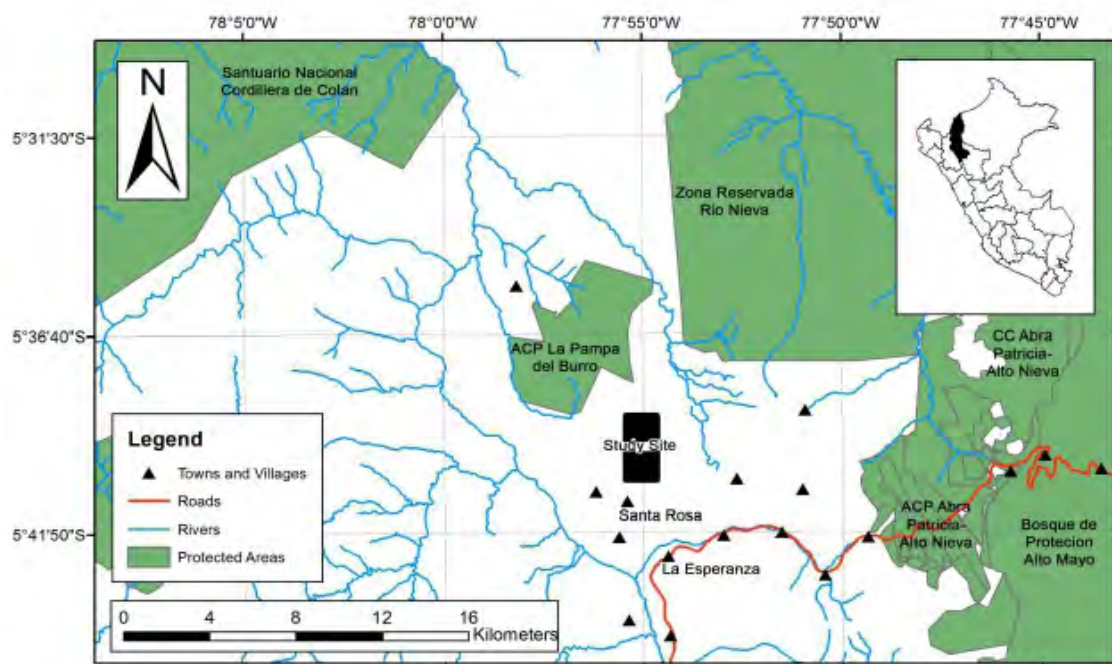 78°5'0"W
78°0'0"W
77°55'0"W
77°50'0"W
77°45'0"W
N
Santuario Nacional
Cordillera de Colan
5°31'30"S
Zona Reservada
Rio Nieva
5°36'40"S
ACP La Pampa
del Burro
CC Abra
Patricia-
Alto Nieva
Study Site
Santa Rosa
5°41'50"S
La Esperanza
ACP Abra
Patricia-
Alto Nieva
Bosque de
Protecion
Alto Mayo
Legend
Towns and Villages
Roads
Rivers
Protected Areas
0 4 8 12 16
Kilometers